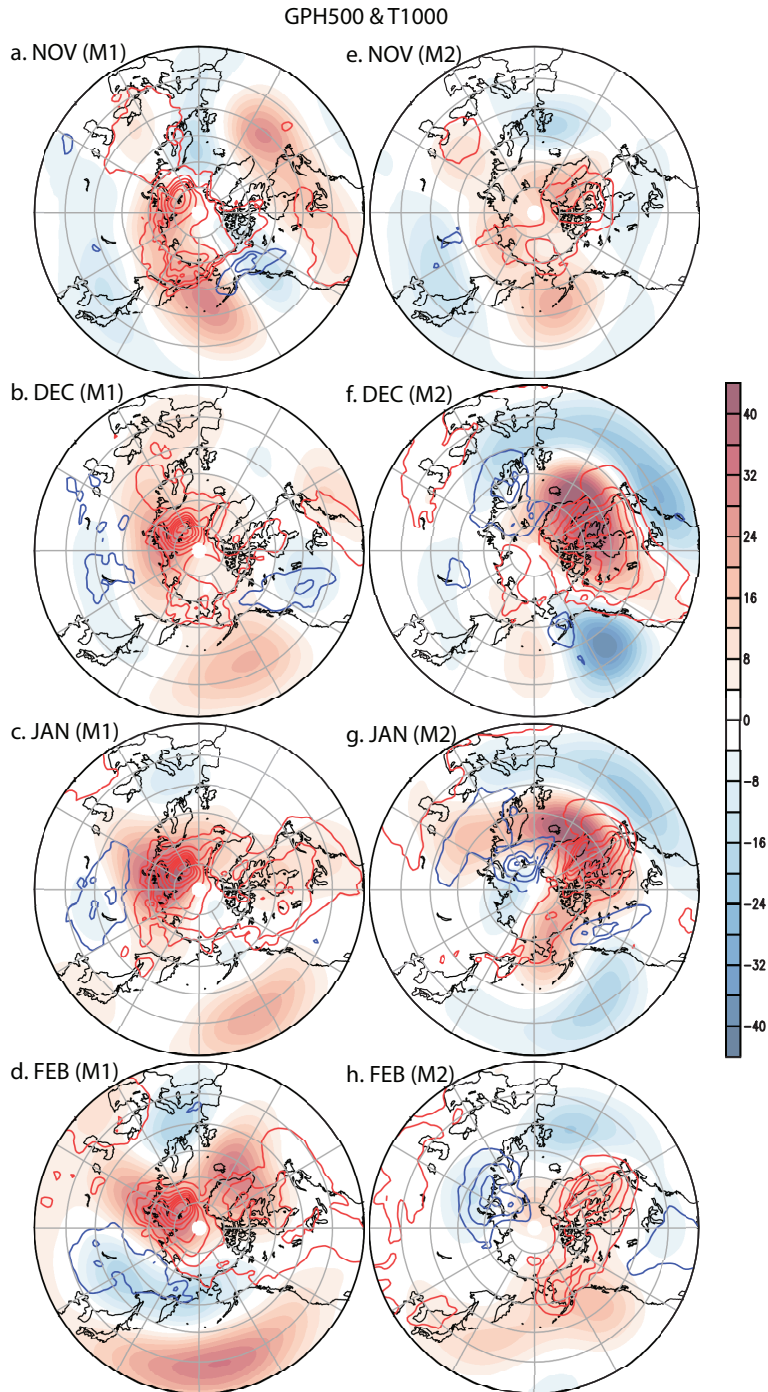 GPH500 & T1000
a. NOV (M1)
e. NOV (M2)
b. DEC (M1)
f. DEC (M2)
40
32
24
16
8
0
-8
-16
-24
-32
-40
c. JAN (M1)
g. JAN (M2)
d. FEB (M1)
h. FEB (M2)